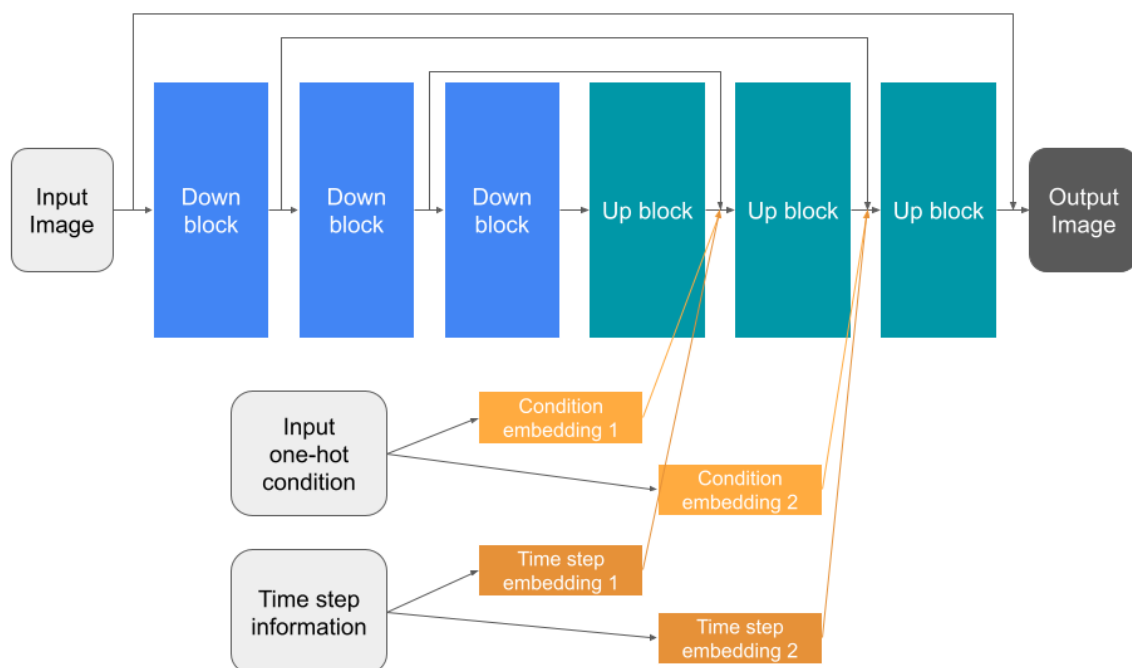 Input
Image
Down
block
Down
block
Down
block
Up block
Up block
Up block
Output
Image
Input
one-hot
condition
Condition
embedding 1
Condition
embedding 2
Time step
information
Time step
embedding 1
Time step
embedding 2